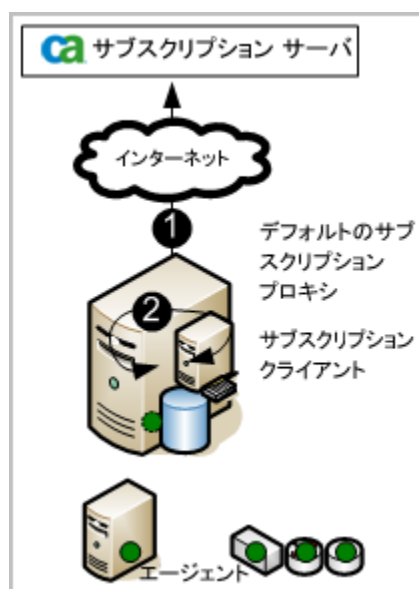 ca サブスクリプション サーバ
インターネット
1
デフォルトのサブ
スクリプション
プロキシ
2
サブスクリプション
クライアント
エージェント